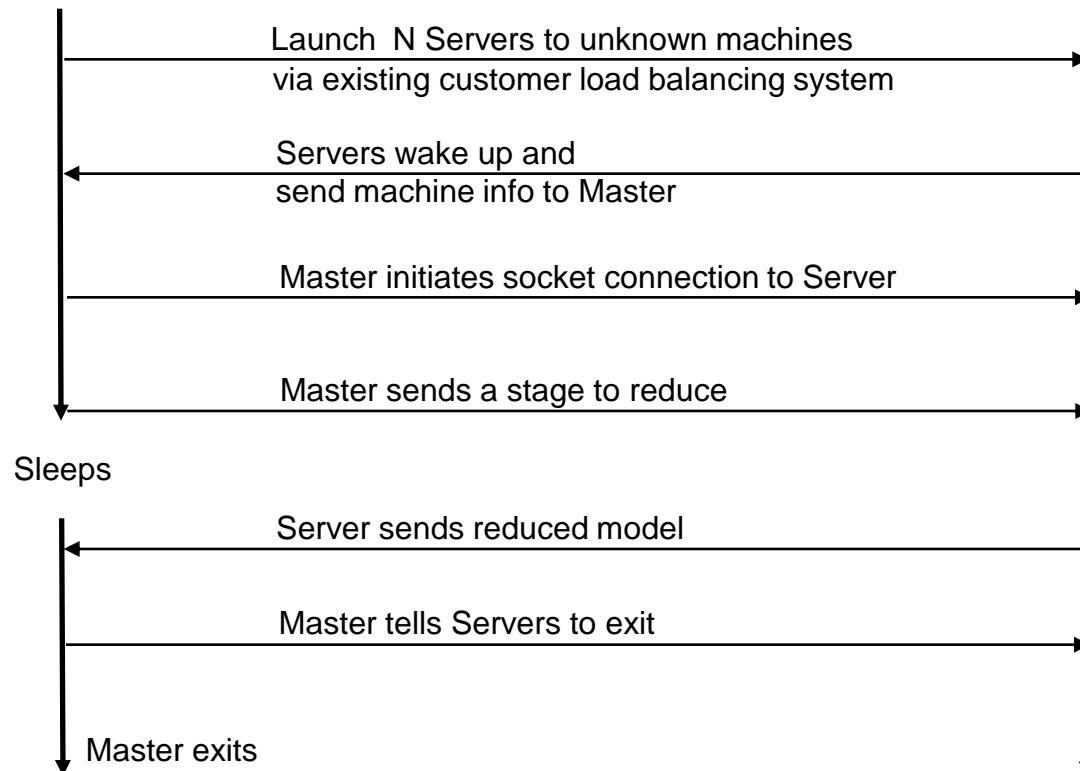 Launch N Servers to unknown machines
via existing customer load balancing system
Servers wake up and
send machine info to Master
Master initiates socket connection to Server
Master sends a stage to reduce
Sleeps
Server sends reduced model
Master tells Servers to exit
Master exits